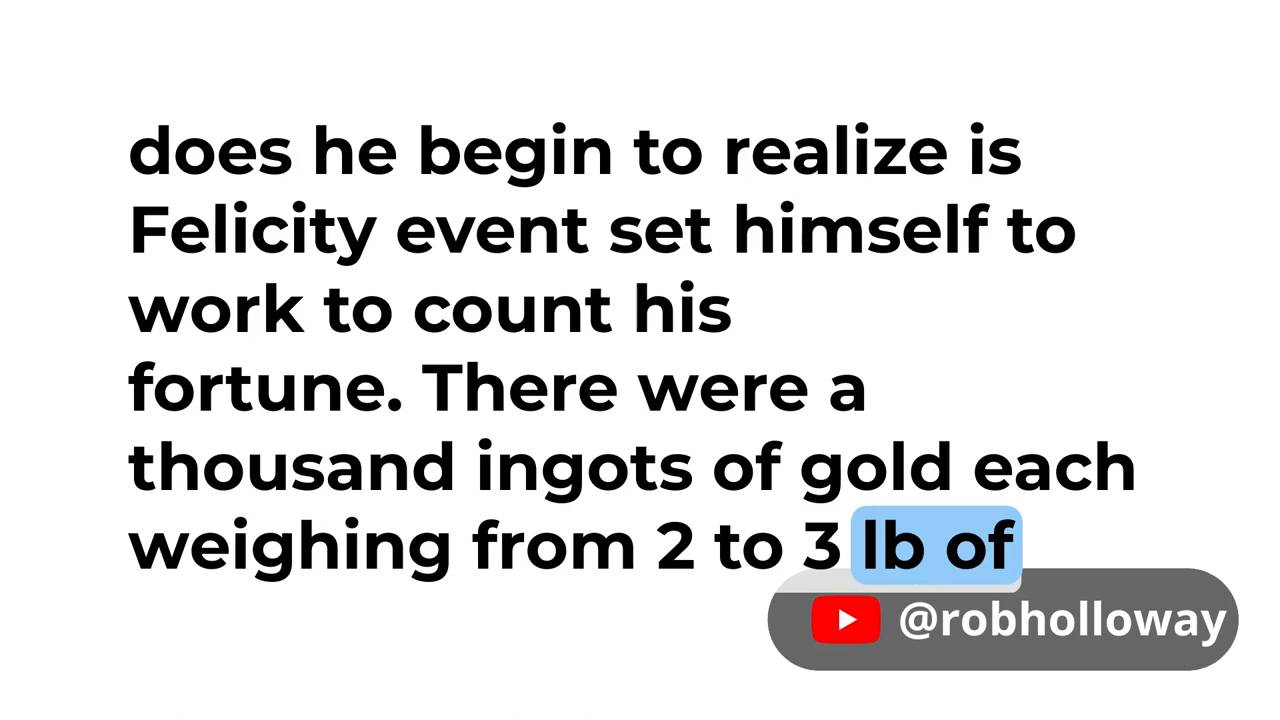 does he begin to realize is
Felicity event set himself to
work to count his
fortune. There were a
thousand ingots of gold each
weighing from 2 to 3 lb of
@robholloway